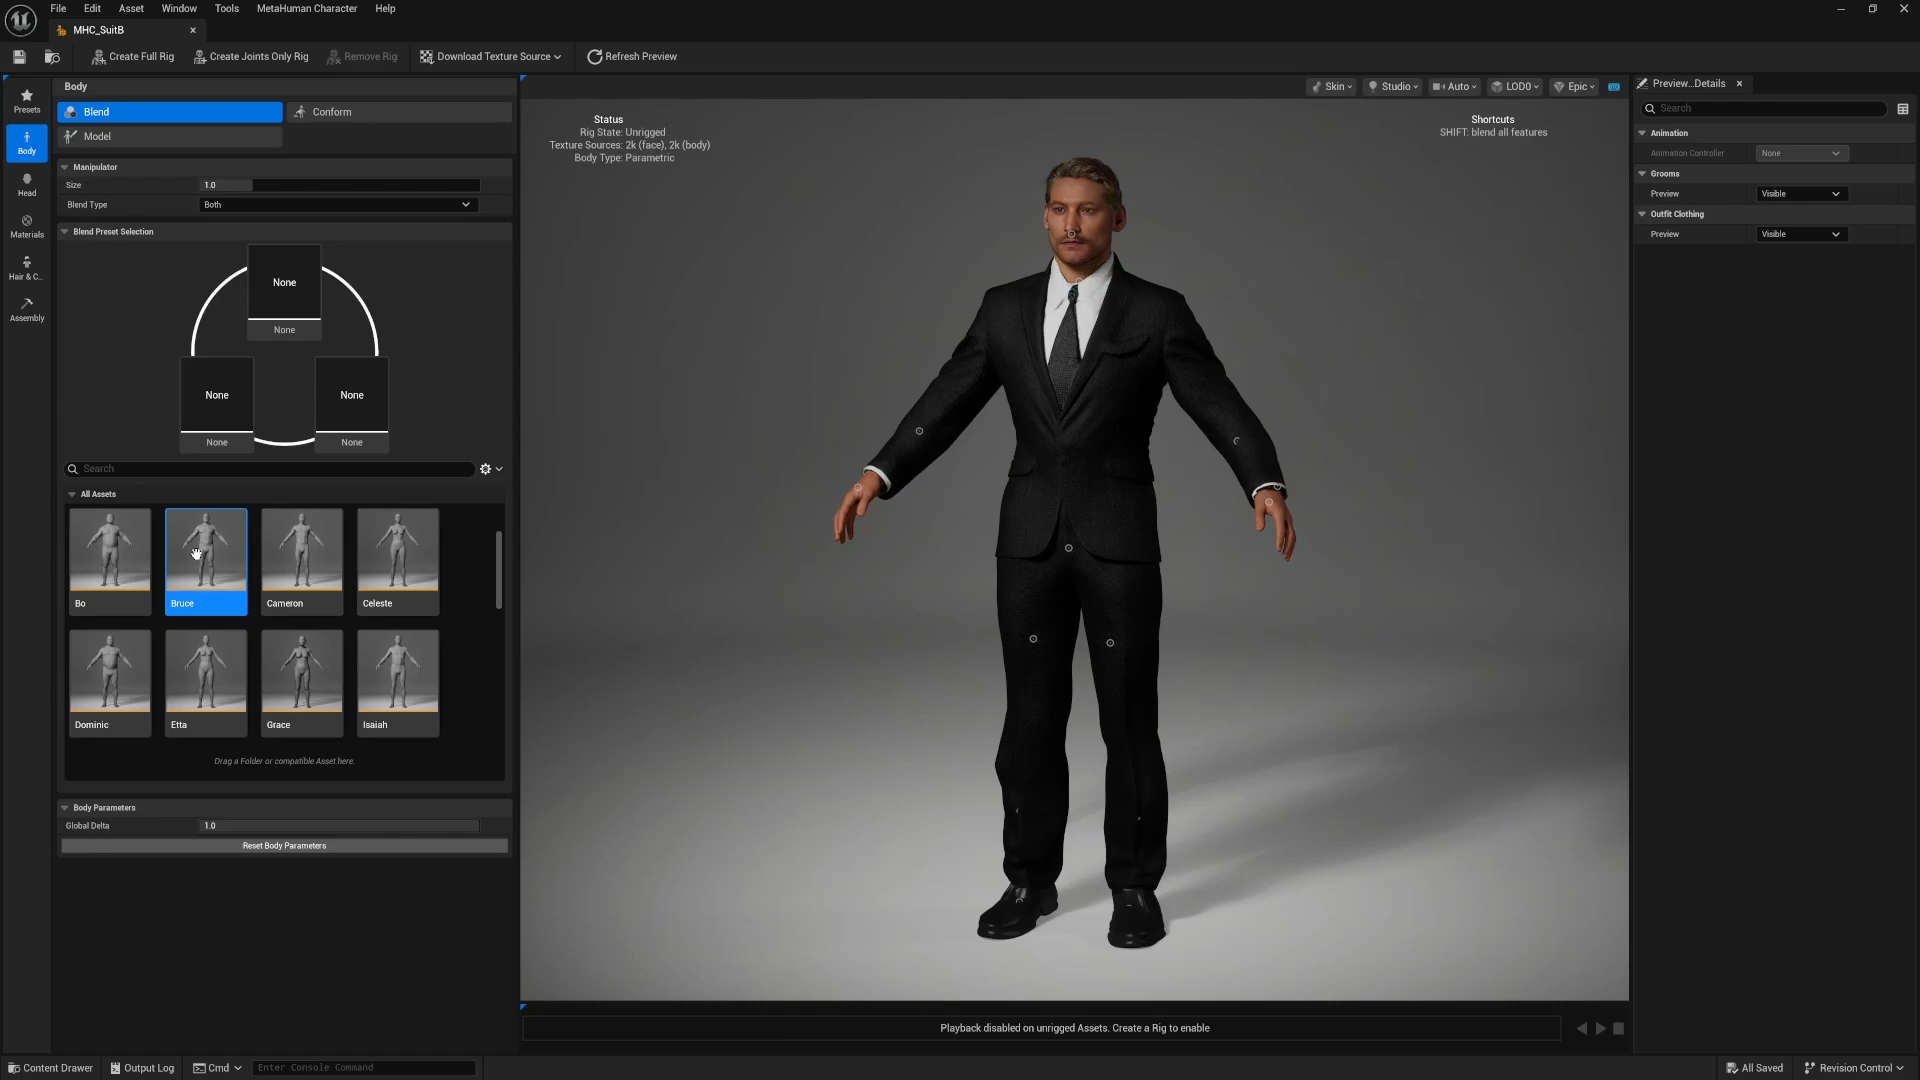 File Edit Asset Window Tools MetaHuman Character Help
MHC_SuitB
Create Full Rig Create Joints Only Rig Remove Rig Download Texture Source Refresh Preview
Presets
Body
Head
Materials
Hair & C...
Assembly
Body
Blend Conform
Model
Manipulator
Size 1.0
Blend Type Both
Blend Preset Selection
None
None
None None
None None
Search
All Assets
Bo Bruce Cameron Celeste
Dominic Etta Grace Isaiah
Drag a Folder or compatible Asset here.
Body Parameters
Global Delta 1.0
Reset Body Parameters
Skin Studio Auto LOD0 Epic
Status
Rig State: Unrigged
Texture Sources: 2k (face), 2k (body)
Body Type: Parametric
Shortcuts
SHIFT: blend all features
Playback disabled on unrigged Assets. Create a Rig to enable
Preview...Details
Search
Animation
Animation Controller None
Grooms
Preview Visible
Outfit Clothing
Preview Visible
Content Drawer Output Log Cmd Enter Console Command
All Saved Revision Control